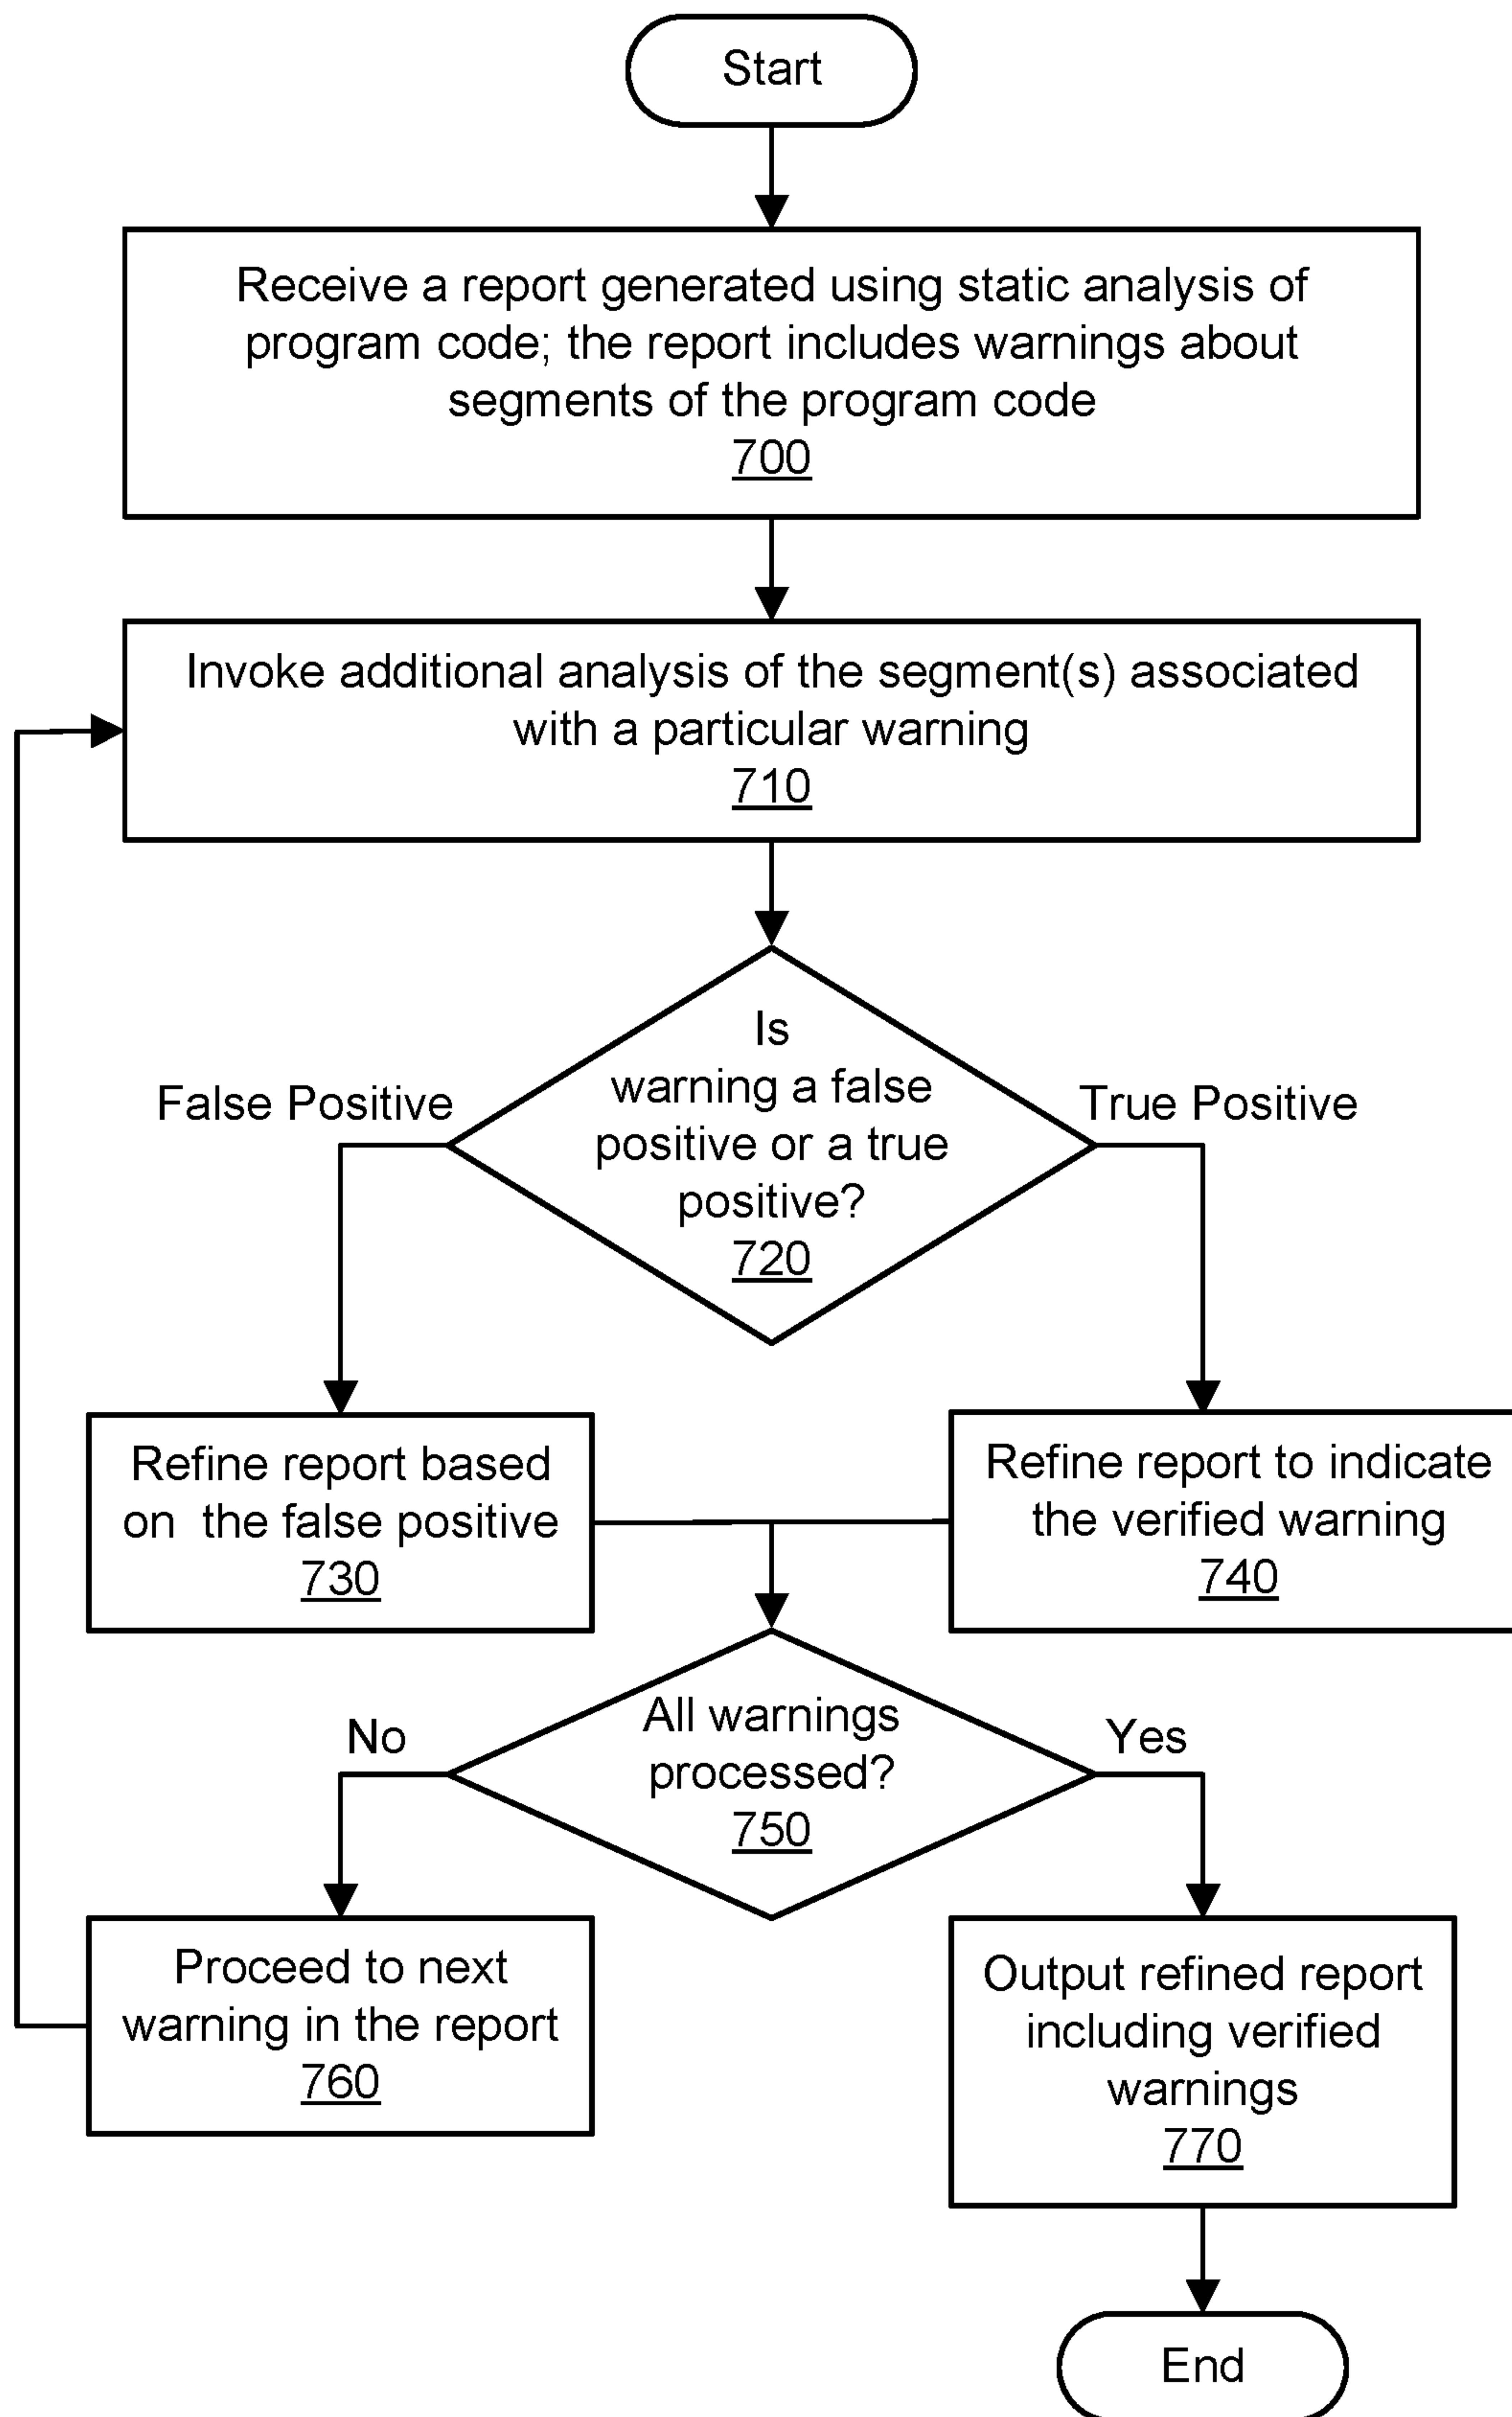 Start
Receive a report generated using static analysis of
program code; the report includes warnings about
segments of the program code
700
Invoke additional analysis of the segment(s) associated
with a particular warning
710
Is
warning a false
positive or a true
positive?
720
False Positive
True Positive
Refine report based
on the false positive
730
Refine report to indicate
the verified warning
740
All warnings
processed?
750
No
Yes
Proceed to next
warning in the report
760
Output refined report
including verified
warnings
770
End